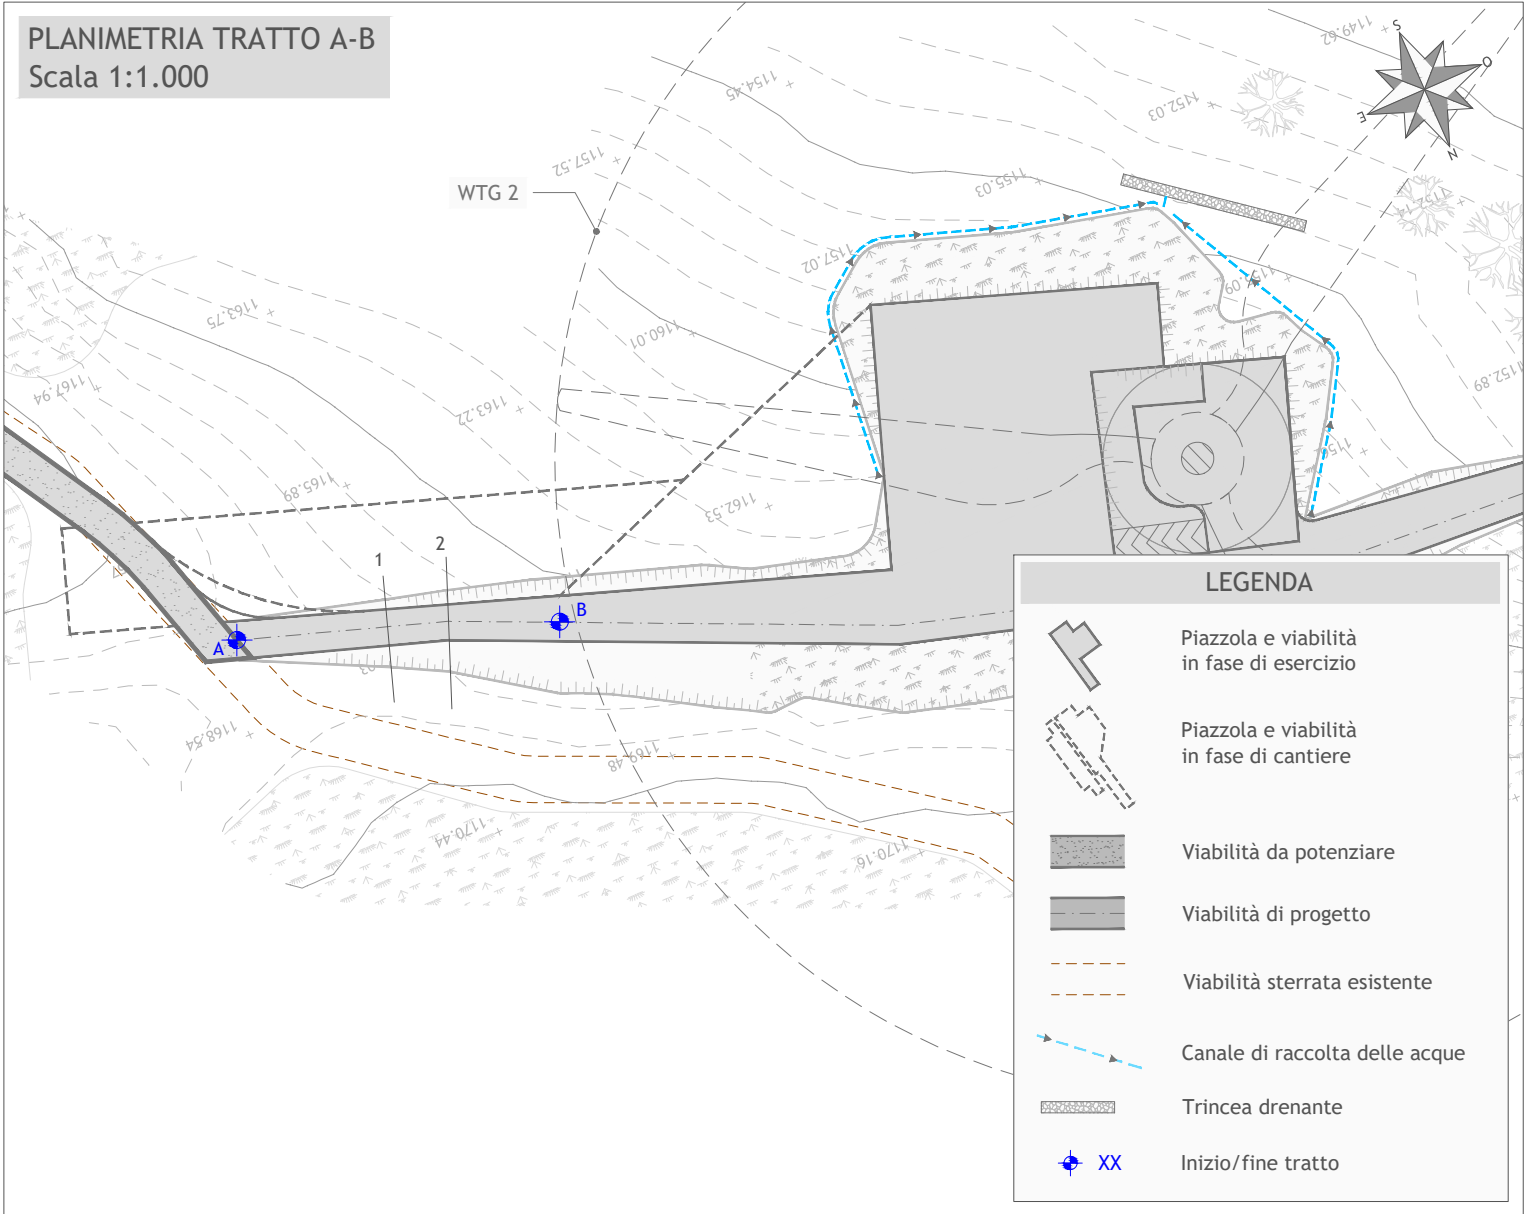 PLANIMETRIA TRATTO A-B
Scala 1:1.000
1149.62
S
O
E
N
1154.45
1152.03
1157.52
1155.03
1152.14
WTG 2
1157.02
1163.75
1160.01
1152.89
1167.94
1163.22
1165.89
1162.53
1
2
A
B
1168.54
1169.48
1170.44
1170.16
LEGENDA
Piazzola e viabilità
in fase di esercizio
Piazzola e viabilità
in fase di cantiere
Viabilità da potenziare
Viabilità di progetto
Viabilità sterrata esistente
Canale di raccolta delle acque
Trincea drenante
XX
Inizio/fine tratto